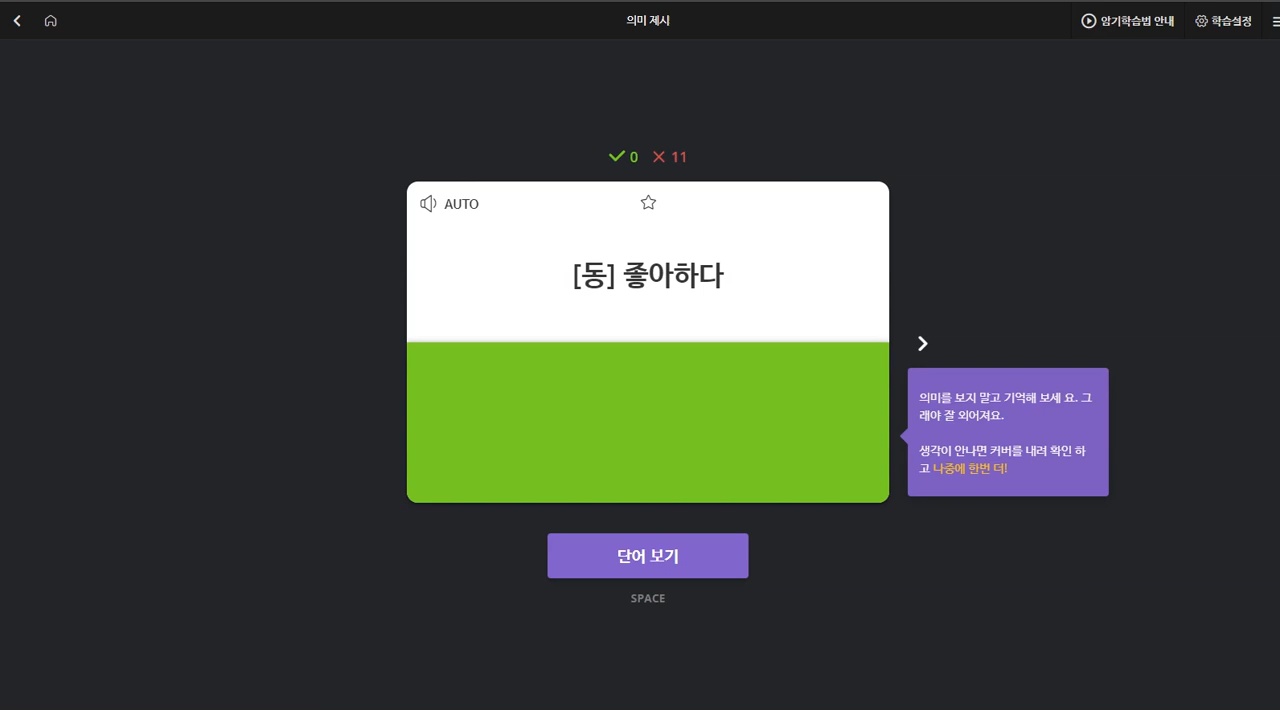 의미 제시
암기학습법 안내
학습설정
0
11
AUTO
[동] 좋아하다
의미를 보지 말고 기억해 보세 요. 그
래야 잘 외어져요.
생각이 안나면 커버를 내려 확인 하
고 나중에 한번 더!
단어 보기
SPACE